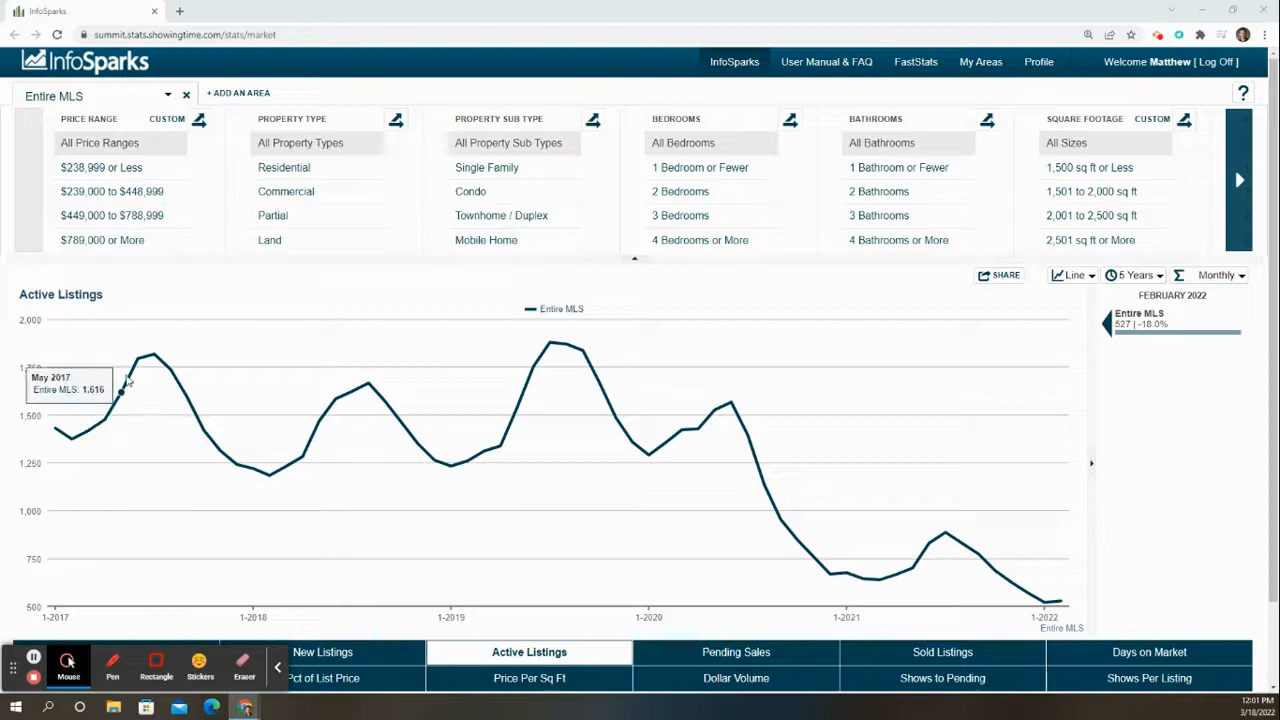 InfoSparks
summit.stats.showingtime.com/stats/market
InfoSparks
InfoSparks User Manual & FAQ FastStats My Areas Profile Welcome Matthew [ Log Off ]
Entire MLS + ADD AN AREA ?
PRICE RANGE CUSTOM PROPERTY TYPE PROPERTY SUB TYPE BEDROOMS BATHROOMS SQUARE FOOTAGE CUSTOM
All Price Ranges All Property Types All Property Sub Types All Bedrooms All Bathrooms All Sizes
$238,999 or Less Residential Single Family 1 Bedroom or Fewer 1 Bathroom or Fewer 1,500 sq ft or Less
$239,000 to $448,999 Commercial Condo 2 Bedrooms 2 Bathrooms 1,501 to 2,000 sq ft
$449,000 to $788,999 Partial Townhome / Duplex 3 Bedrooms 3 Bathrooms 2,001 to 2,500 sq ft
$789,000 or More Land Mobile Home 4 Bedrooms or More 4 Bathrooms or More 2,501 sq ft or More
SHARE Line 5 Years Σ Monthly
Active Listings
FEBRUARY 2022
Entire MLS
Entire MLS
527 | -18.0%
2,000
May 2017
Entire MLS: 1,616
1,500
1,250
1,000
750
500
1-2017 1-2018 1-2019 1-2020 1-2021 1-2022
Entire MLS
New Listings Active Listings Pending Sales Sold Listings Days on Market
Pct of List Price Price Per Sq Ft Dollar Volume Shows to Pending Shows Per Listing
Mouse Pen Rectangle Stickers Eraser
12:01 PM
3/18/2022